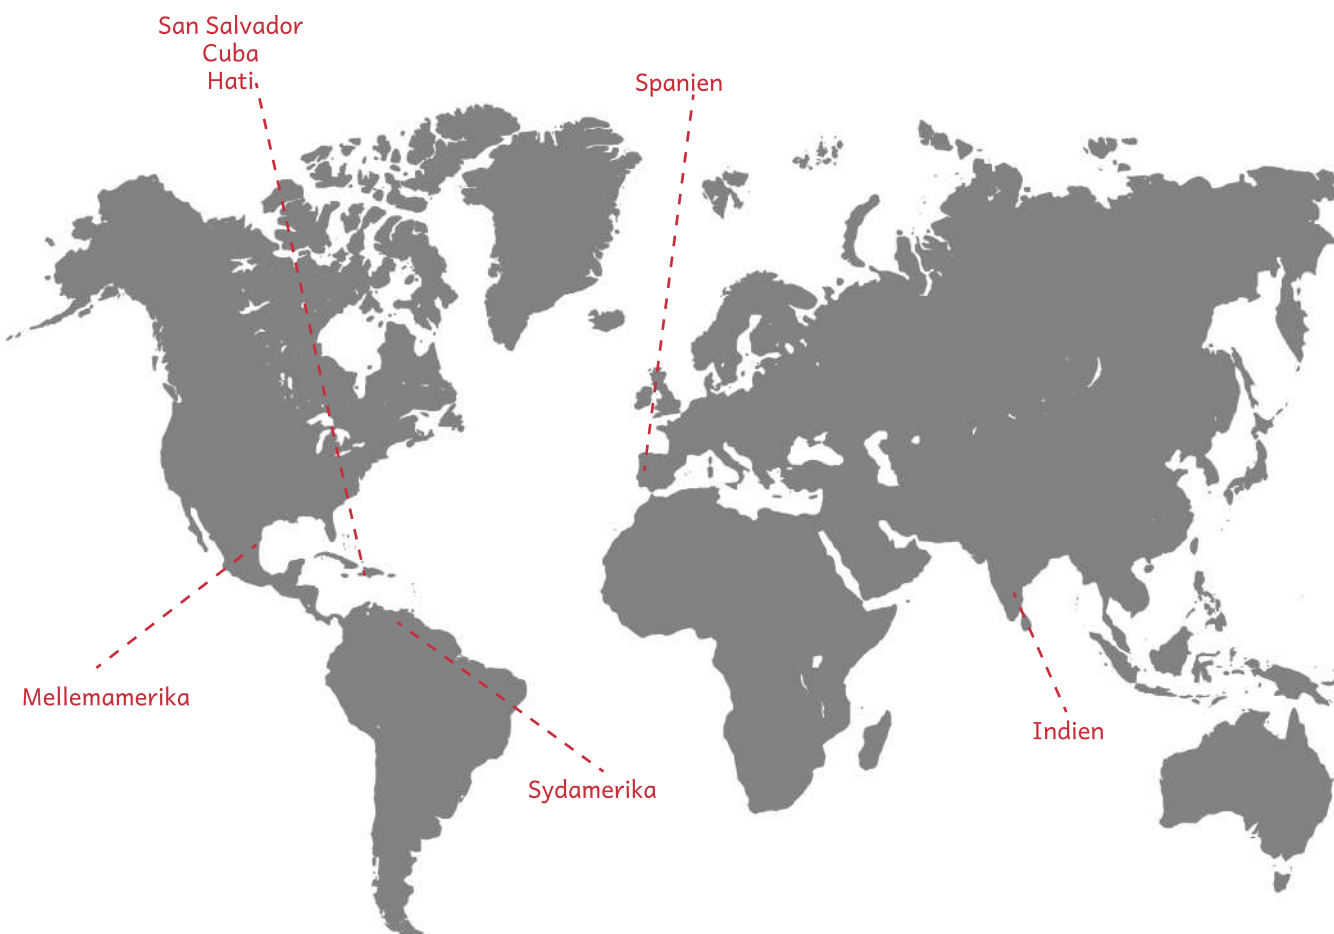 San Salvador
Cuba
Hati
Spanien
Mellemamerika
Indien
Sydamerika